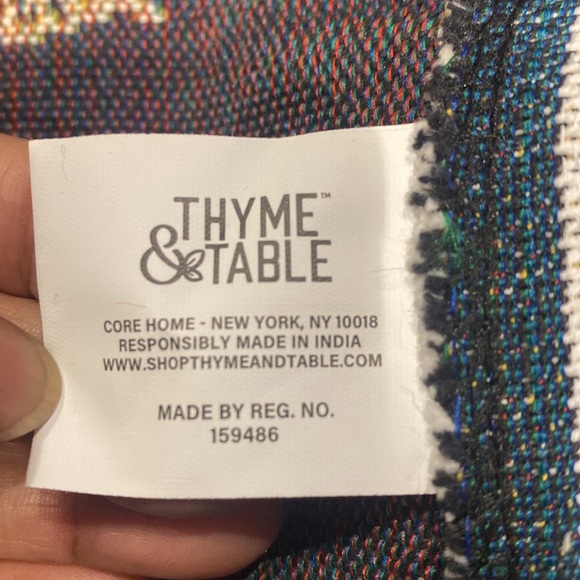 THYME™
& TABLE
CORE HOME - NEW YORK, NY 10018
RESPONSIBLY MADE IN INDIA
WWW.SHOPTHYMEANDTABLE.COM
MADE BY REG. NO.
159486